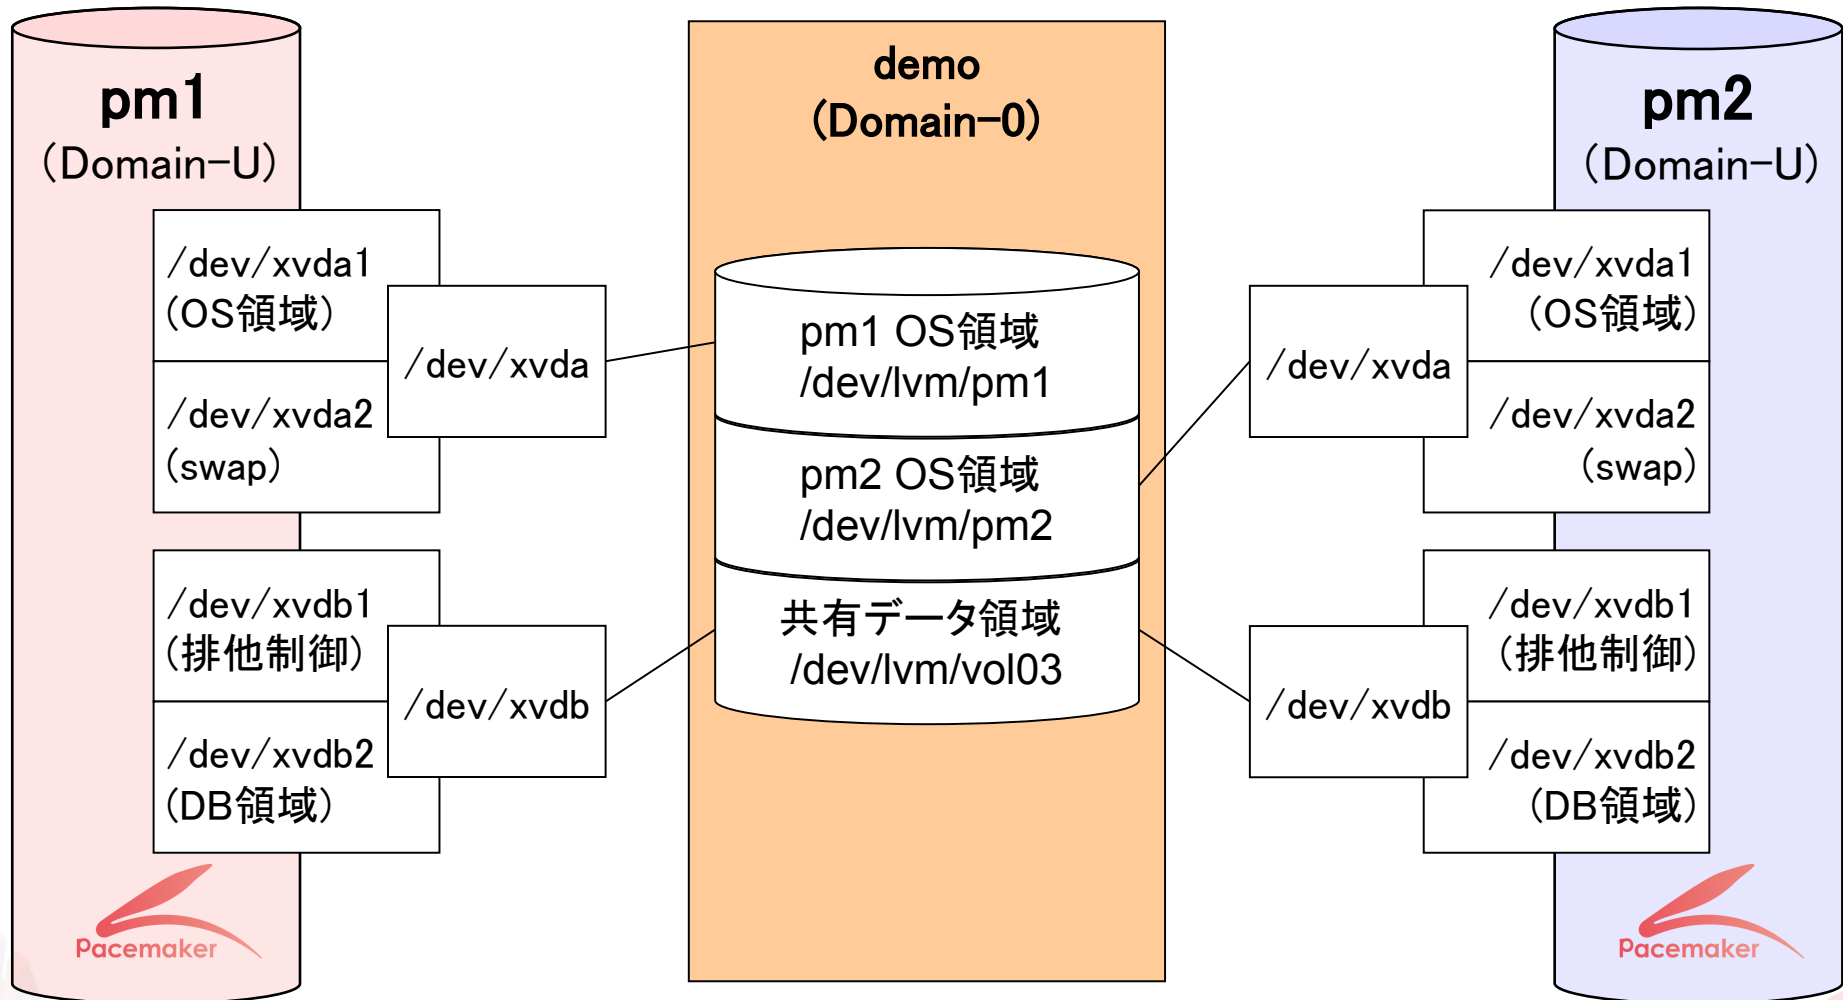 pm1
(Domain-U)
/dev/xvda1
(OS領域)
/dev/xvda2
(swap)
/dev/xvda
/dev/xvdb1
(排他制御)
/dev/xvdb2
(DB領域)
/dev/xvdb
Pacemaker
demo
(Domain-0)
pm1 OS領域
/dev/lvm/pm1
pm2 OS領域
/dev/lvm/pm2
共有データ領域
/dev/lvm/vol03
pm2
(Domain-U)
/dev/xvda
/dev/xvda1
(OS領域)
/dev/xvda2
(swap)
/dev/xvdb
/dev/xvdb1
(排他制御)
/dev/xvdb2
(DB領域)
Pacemaker